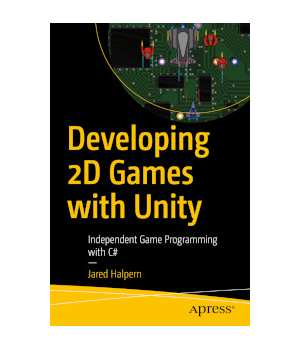 Developing
2D Games
with Unity
Independent Game Programming
with C#
—
Jared Halpern
Apress®